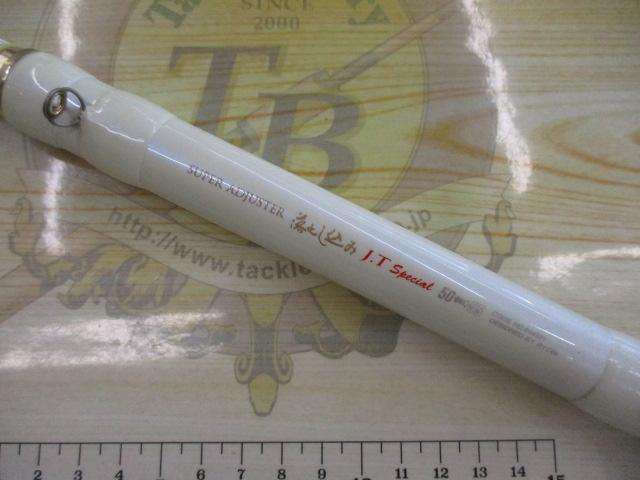 SINCE
2000
TB
SUPER ADJUSTER 落とし込み J.T Special 50
http://
www.tackle
.jp
2 3 4 5 6 7 8 9 10 11 12 13 14 15